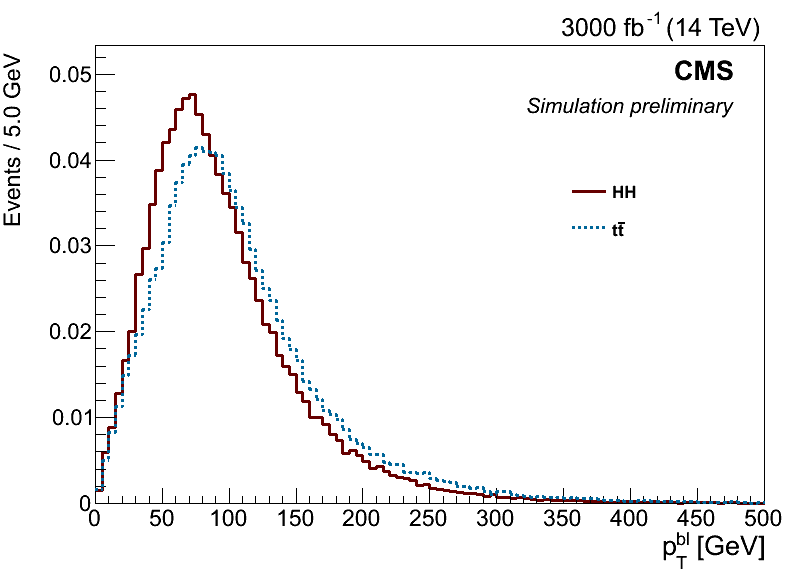 3000 fb⁻¹ (14 TeV)
CMS
Simulation preliminary
Events / 5.0 GeV
0.05
0.04
0.03
0.02
0.01
0
HH
tt̄
0 50 100 150 200 250 300 350 400 450 500
p_T^bl [GeV]